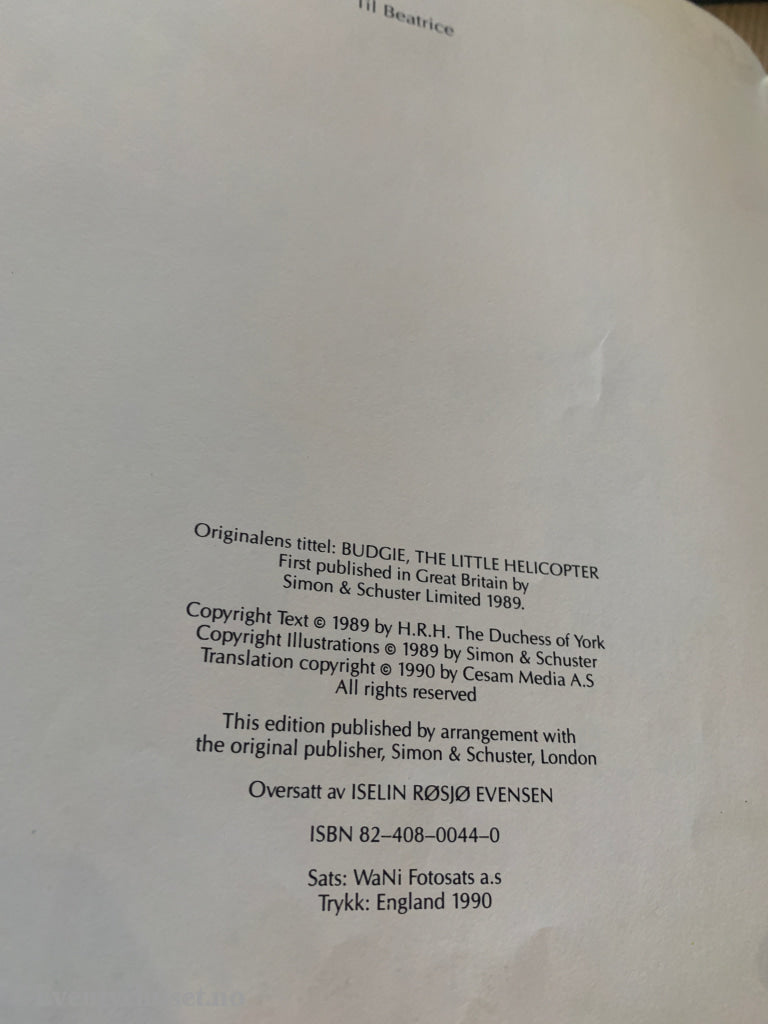 Til Beatrice
Originalens tittel: BUDGIE, THE LITTLE HELICOPTER
First published in Great Britain by
Simon & Schuster Limited 1989.
Copyright Text © 1989 by H.R.H. The Duchess of York
Copyright Illustrations © 1989 by Simon & Schuster
Translation copyright © 1990 by Cesam Media A.S
All rights reserved
This edition published by arrangement with
the original publisher, Simon & Schuster, London
Oversatt av ISELIN RØSJØ EVENSEN
ISBN 82–408–0044–0
Sats: WaNi Fotosats a.s
Trykk: England 1990